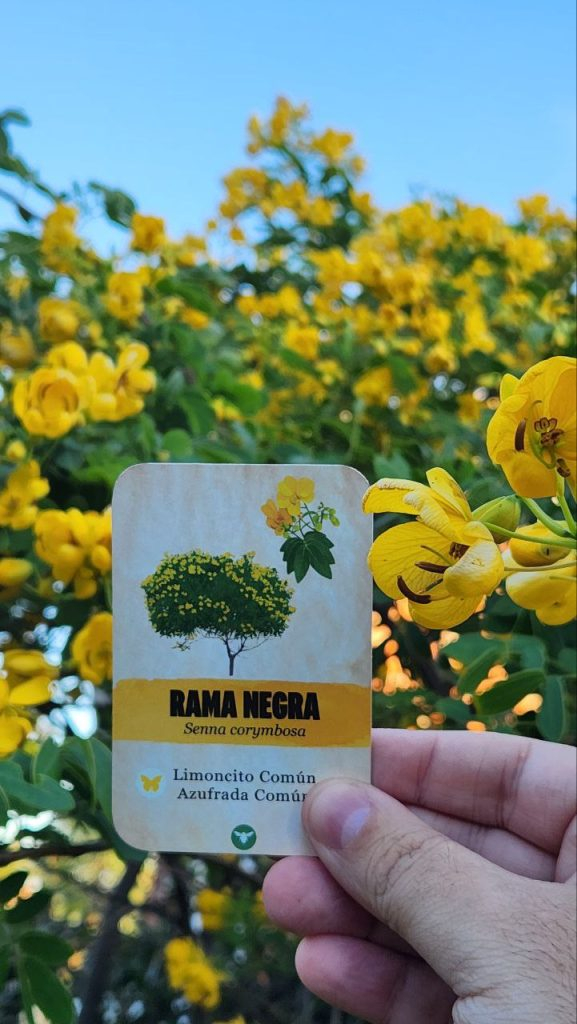 RAMA NEGRA
Senna corymbosa
Limoncito Común
Azufrada Común